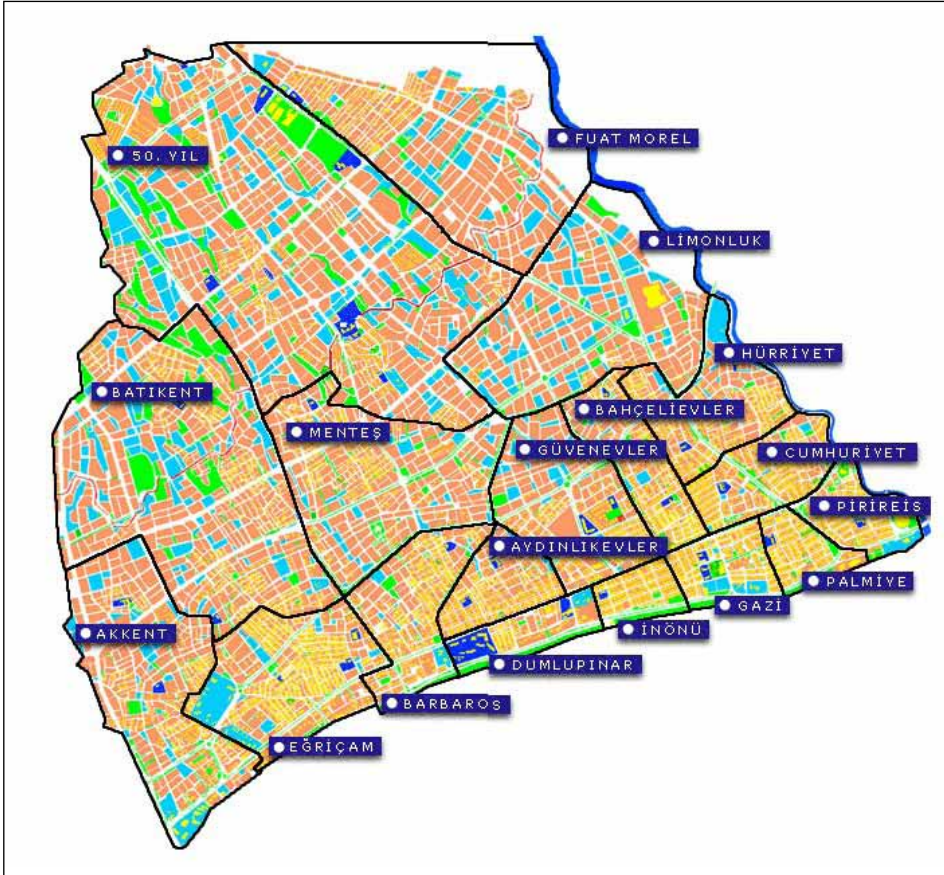 FUAT MOREL
50. YIL
LİMONLUK
HÜRRİYET
BATIKENT
BAHÇELİEVLER
MENTEŞ
GÜVENEVLER
CUMHURİYET
PİRİREİS
AYDINLIKEVLER
PALMİYE
GAZİ
İNÖNÜ
AKKENT
DUMLUPINAR
BARBAROS
EĞRİÇAM